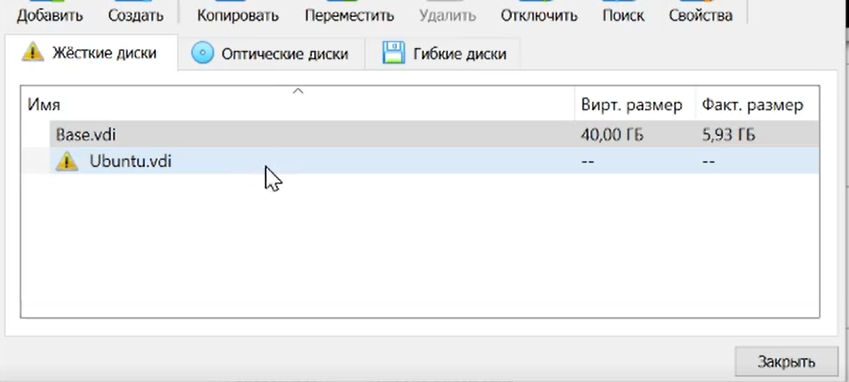 Добавить Создать Копировать Переместить Удалить Отключить Поиск Свойства
Жёсткие диски Оптические диски Гибкие диски
Имя Вирт. размер Факт. размер
Base.vdi 40,00 ГБ 5,93 ГБ
Ubuntu.vdi -- --
Закрыть